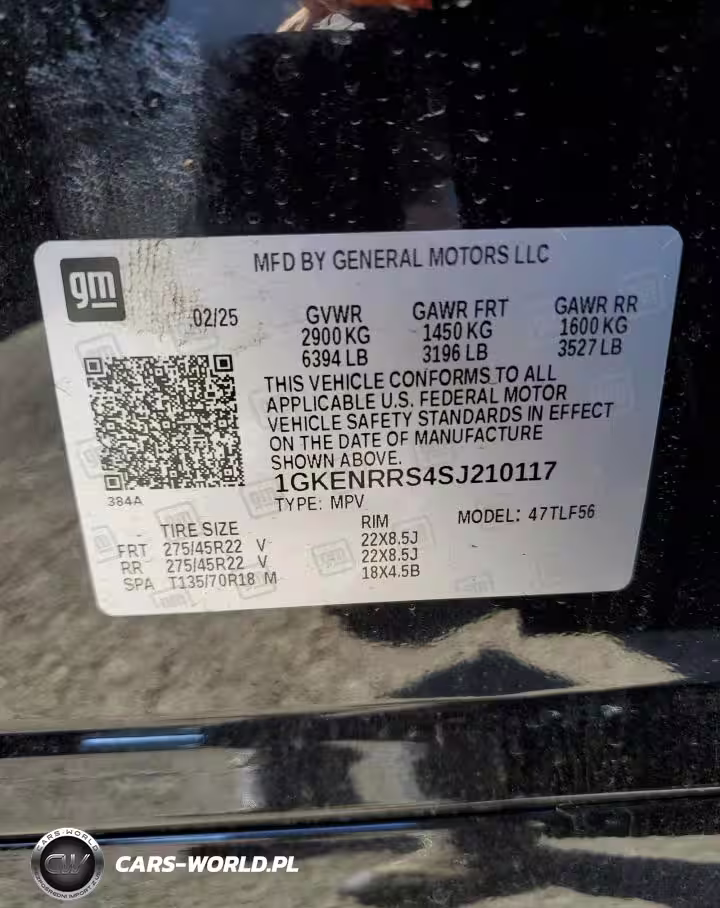 gm
MFD BY GENERAL MOTORS LLC
02/25
GVWR GAWR FRT GAWR RR
2900 KG 1450 KG 1600 KG
6394 LB 3196 LB 3527 LB
THIS VEHICLE CONFORMS TO ALL
APPLICABLE U.S. FEDERAL MOTOR
VEHICLE SAFETY STANDARDS IN EFFECT
ON THE DATE OF MANUFACTURE
SHOWN ABOVE.
1GKENRRS4SJ210117
384A
TYPE: MPV MODEL: 47TLF56
TIRE SIZE RIM
FRT 275/45R22 V 22X8.5J
RR 275/45R22 V 22X8.5J
SPA T135/70R18 M 18X4.5B
CARS-WORLD
CW
CARS-WORLD.PL